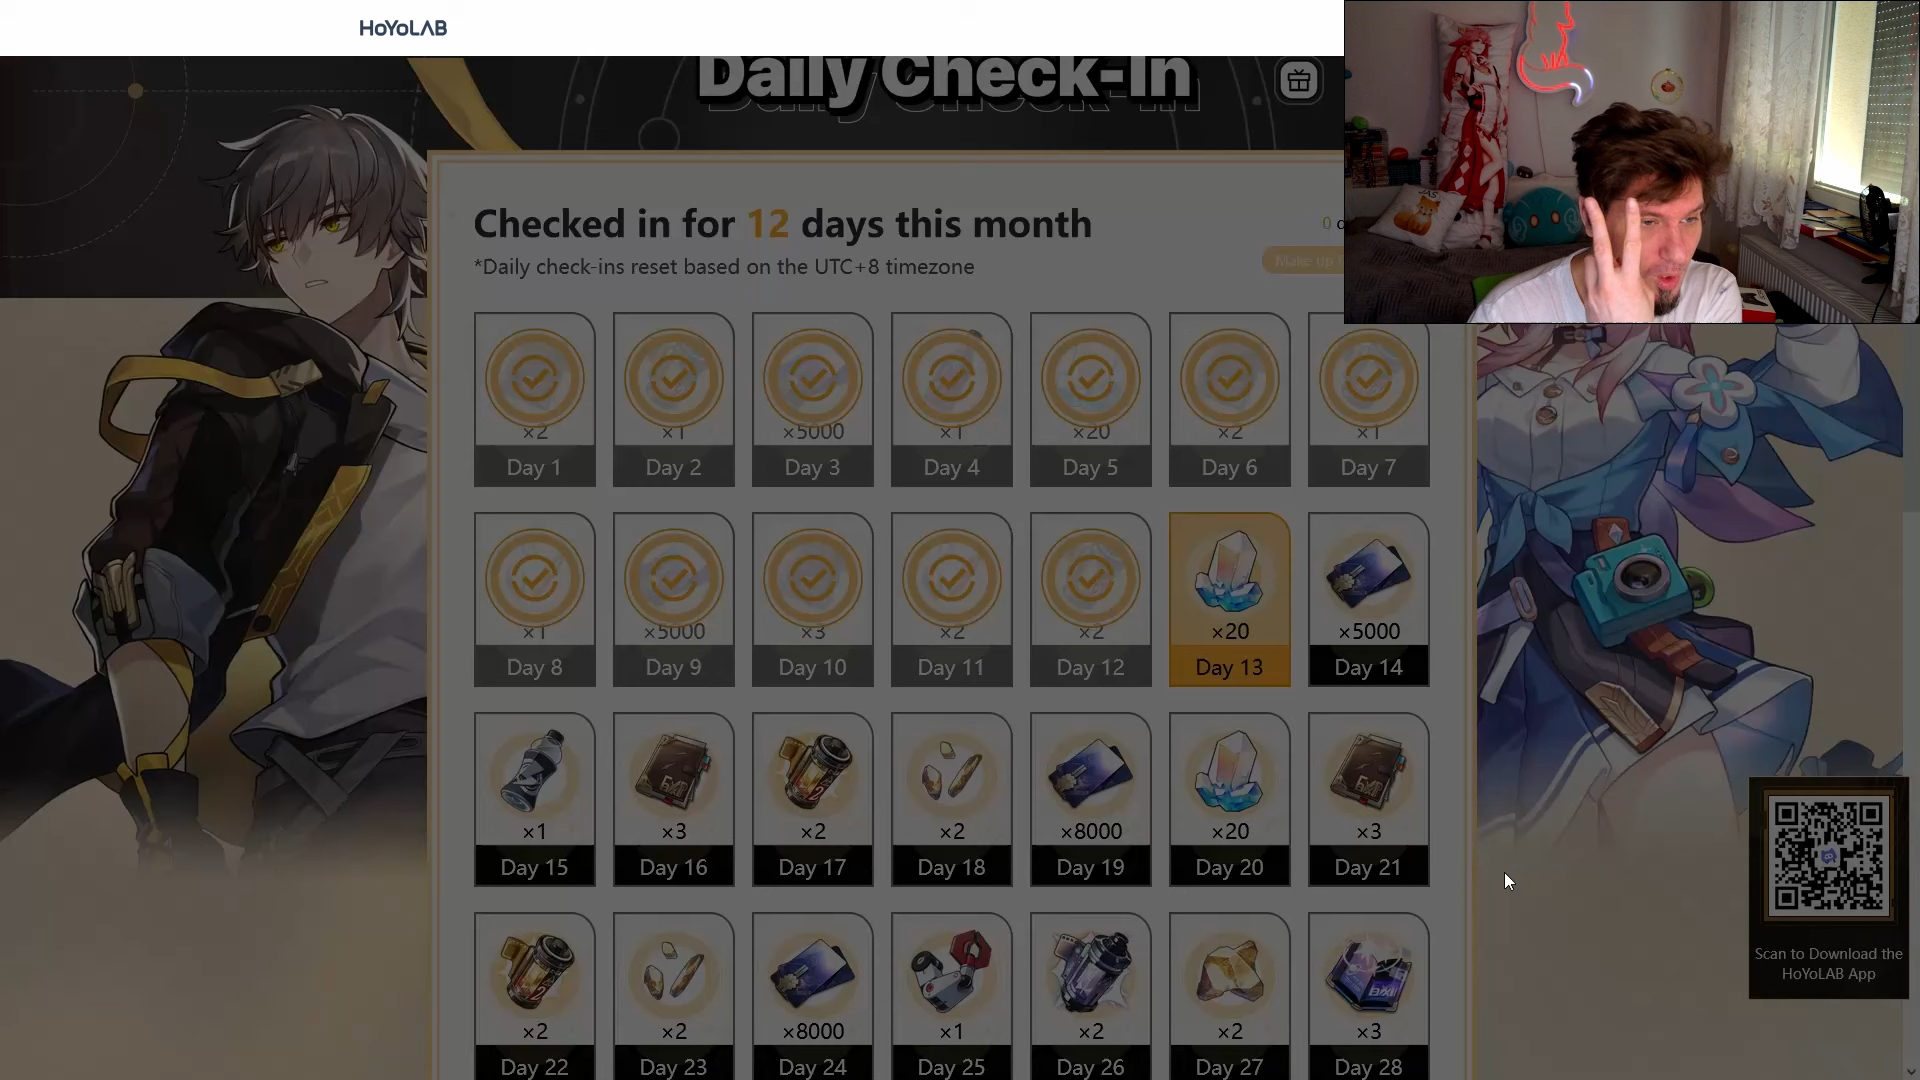 HoYoLAB
Daily Check-In
Checked in for 12 days this month
*Daily check-ins reset based on the UTC+8 timezone
0
Make up
×2 ×1 ×5000 ×1 ×20 ×2 ×1
Day 1 Day 2 Day 3 Day 4 Day 5 Day 6 Day 7
×1 ×5000 ×3 ×2 ×2 ×20 ×5000
Day 8 Day 9 Day 10 Day 11 Day 12 Day 13 Day 14
×1 ×3 ×2 ×2 ×8000 ×20 ×3
Day 15 Day 16 Day 17 Day 18 Day 19 Day 20 Day 21
×2 ×2 ×8000 ×1 ×2 ×2 ×3
Day 22 Day 23 Day 24 Day 25 Day 26 Day 27 Day 28
Scan to Download the
HoYoLAB App